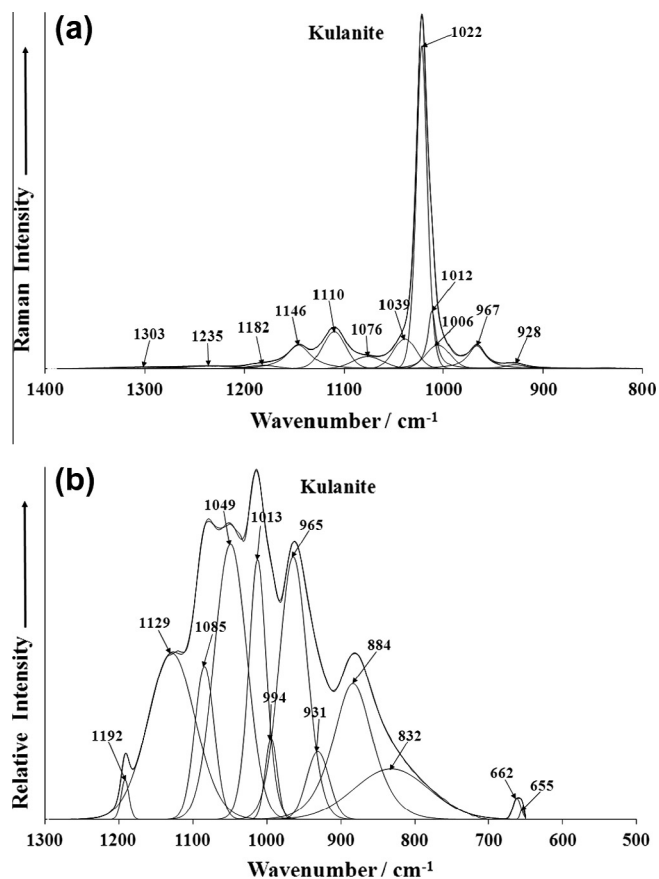 (a)
Kulanite
1022
1012
1039
1110
1146
1006
967
1076
1182
1235
1303
928
Raman Intensity
1400 1300 1200 1100 1000 900 800
Wavenumber / cm-1
(b)
Kulanite
1049
1013
965
1129
1085
884
994
931
1192
832
662
655
Relative Intensity
1300 1200 1100 1000 900 800 700 600 500
Wavenumber/cm-1